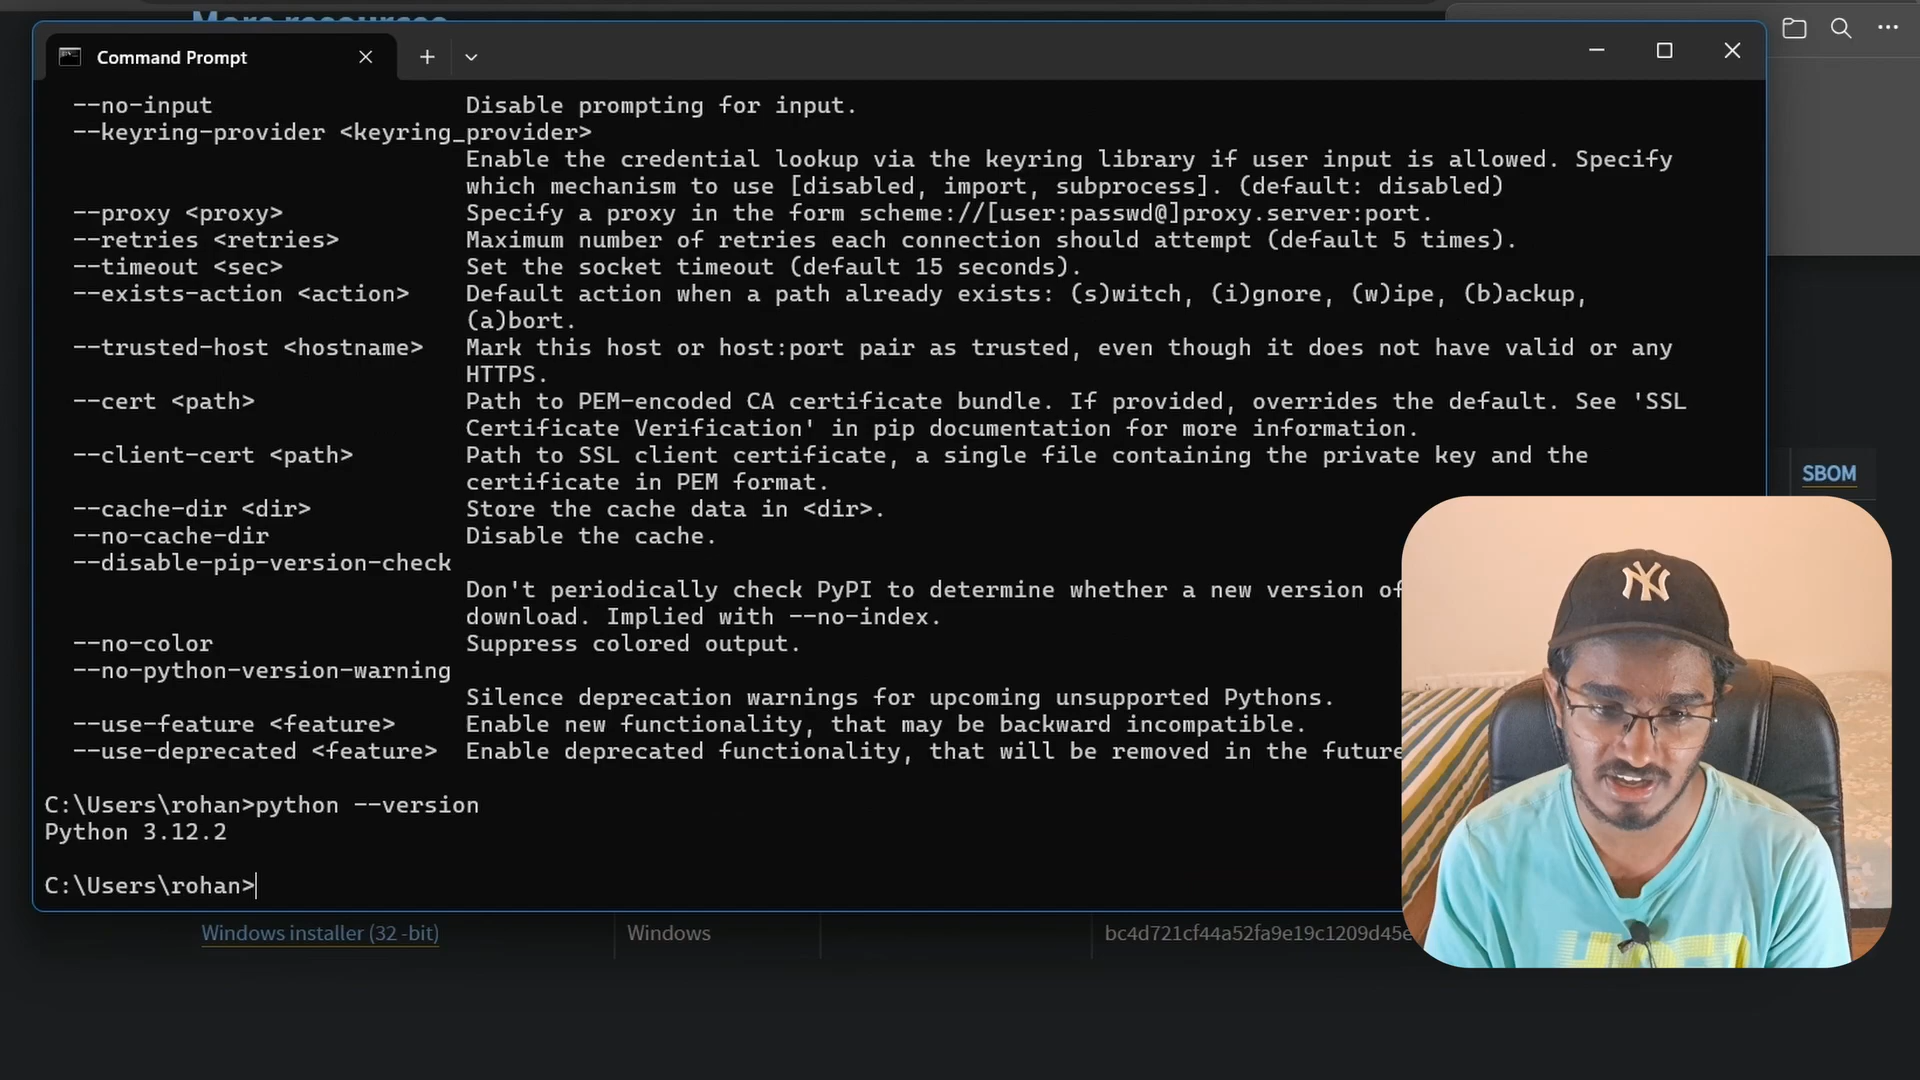 More resources
Command Prompt
--no-input Disable prompting for input.
--keyring-provider <keyring_provider>
Enable the credential lookup via the keyring library if user input is allowed. Specify
which mechanism to use [disabled, import, subprocess]. (default: disabled)
--proxy <proxy> Specify a proxy in the form scheme://[user:passwd@]proxy.server:port.
--retries <retries> Maximum number of retries each connection should attempt (default 5 times).
--timeout <sec> Set the socket timeout (default 15 seconds).
--exists-action <action> Default action when a path already exists: (s)witch, (i)gnore, (w)ipe, (b)ackup,
(a)bort.
--trusted-host <hostname> Mark this host or host:port pair as trusted, even though it does not have valid or any
HTTPS.
--cert <path> Path to PEM-encoded CA certificate bundle. If provided, overrides the default. See 'SSL
Certificate Verification' in pip documentation for more information.
--client-cert <path> Path to SSL client certificate, a single file containing the private key and the
certificate in PEM format.
SBOM
--cache-dir <dir> Store the cache data in <dir>.
--no-cache-dir Disable the cache.
--disable-pip-version-check
Don't periodically check PyPI to determine whether a new version of
download. Implied with --no-index.
--no-color Suppress colored output.
--no-python-version-warning
Silence deprecation warnings for upcoming unsupported Pythons.
--use-feature <feature> Enable new functionality, that may be backward incompatible.
--use-deprecated <feature> Enable deprecated functionality, that will be removed in the future
C:\Users\rohan>python --version
Python 3.12.2
C:\Users\rohan>
Windows installer (32 -bit) Windows bc4d721cf44a52fa9e19c1209d45e
NY